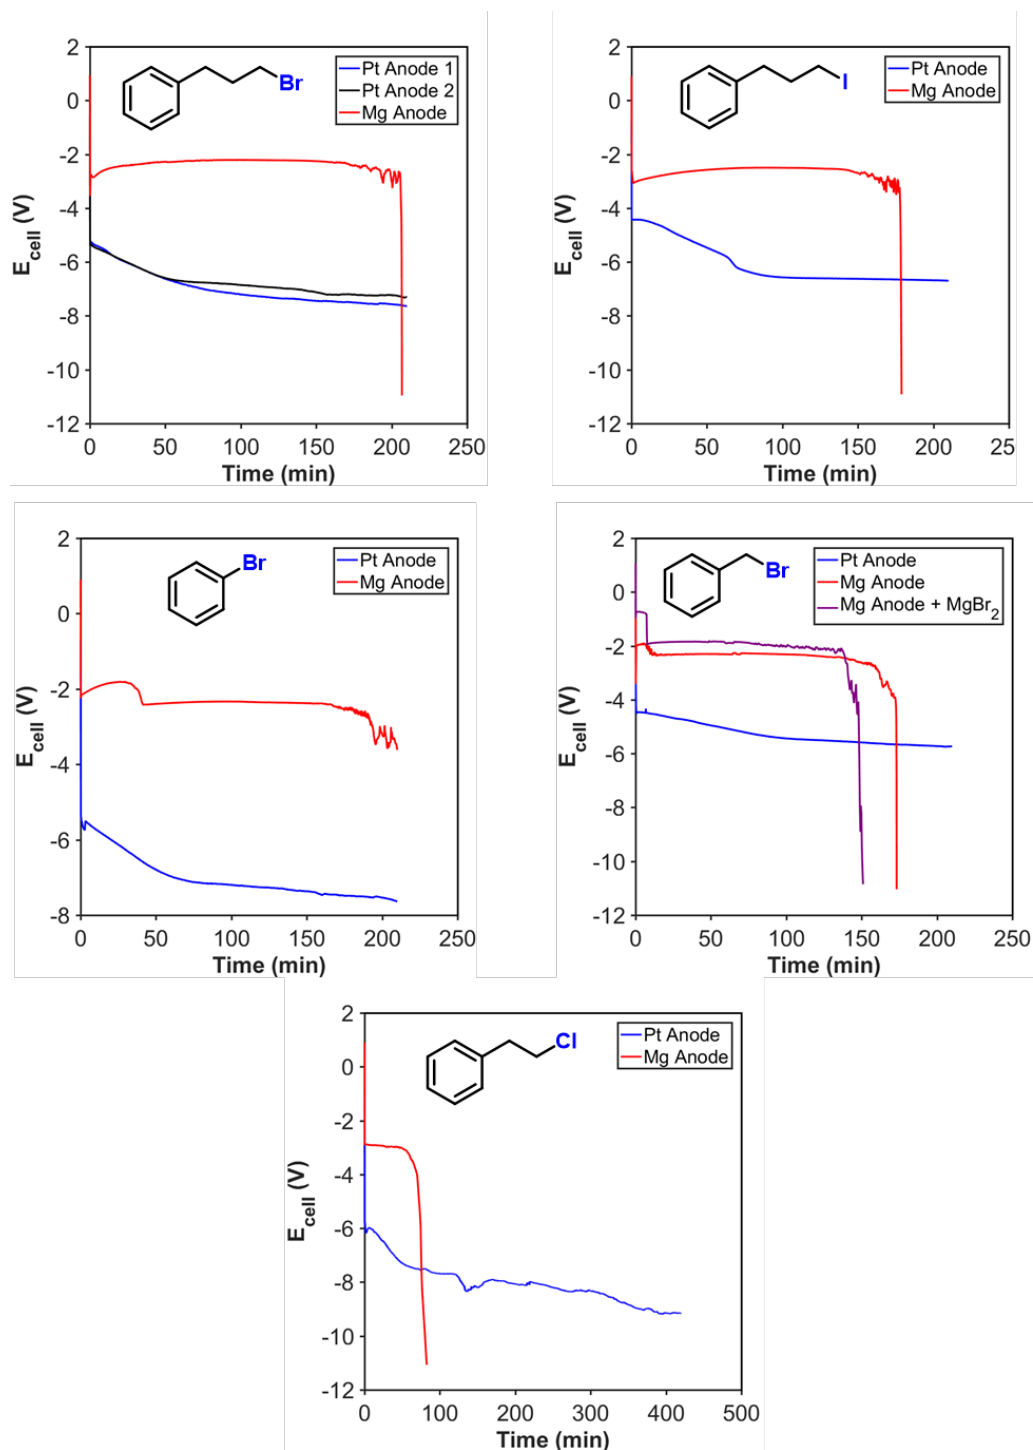 Br
Pt Anode 1
Pt Anode 2
Mg Anode
2
0
-2
-4
-6
-8
-10
-12
E_cell (V)
0 50 100 150 200 250
Time (min)
I
Pt Anode
Mg Anode
2
0
-2
-4
-6
-8
-10
-12
E_cell (V)
0 50 100 150 200 25
Time (min)
Br
Pt Anode
Mg Anode
2
0
-2
-4
-6
-8
E_cell (V)
0 50 100 150 200 250
Time (min)
Br
Pt Anode
Mg Anode
Mg Anode + MgBr₂
2
0
-2
-4
-6
-8
-10
-12
E_cell (V)
0 50 100 150 200 250
Time (min)
Cl
Pt Anode
Mg Anode
2
0
-2
-4
-6
-8
-10
-12
E_cell (V)
0 100 200 300 400 500
Time (min)